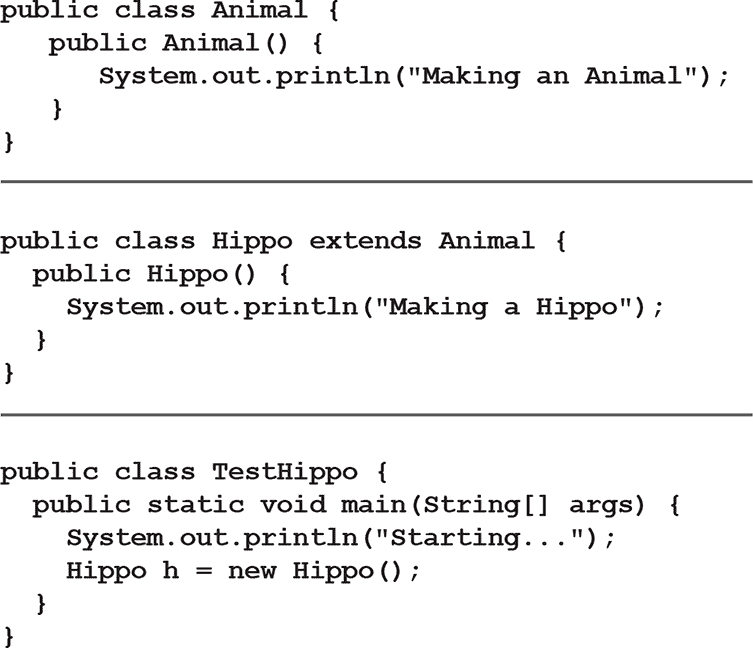 public class Animal {
   public Animal() {
      System.out.println("Making an Animal");
   }
}
public class Hippo extends Animal {
  public Hippo() {
    System.out.println("Making a Hippo");
  }
}
public class TestHippo {
  public static void main(String[] args) {
    System.out.println("Starting...");
    Hippo h = new Hippo();
  }
}